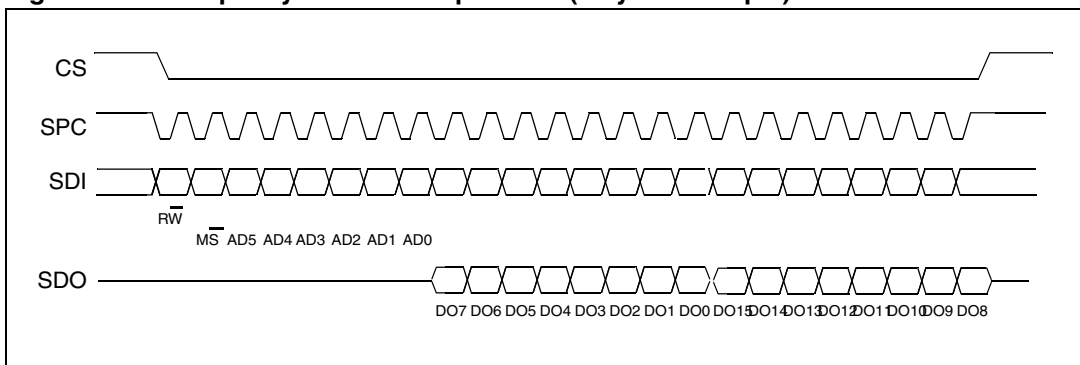 CS
SPC
SDI
RW
MS AD5 AD4 AD3 AD2 AD1 AD0
SDO
DO7 DO6 DO5 DO4 DO3 DO2 DO1 DO0 DO15 DO14 DO13 DO12 DO11 DO10 DO9 DO8